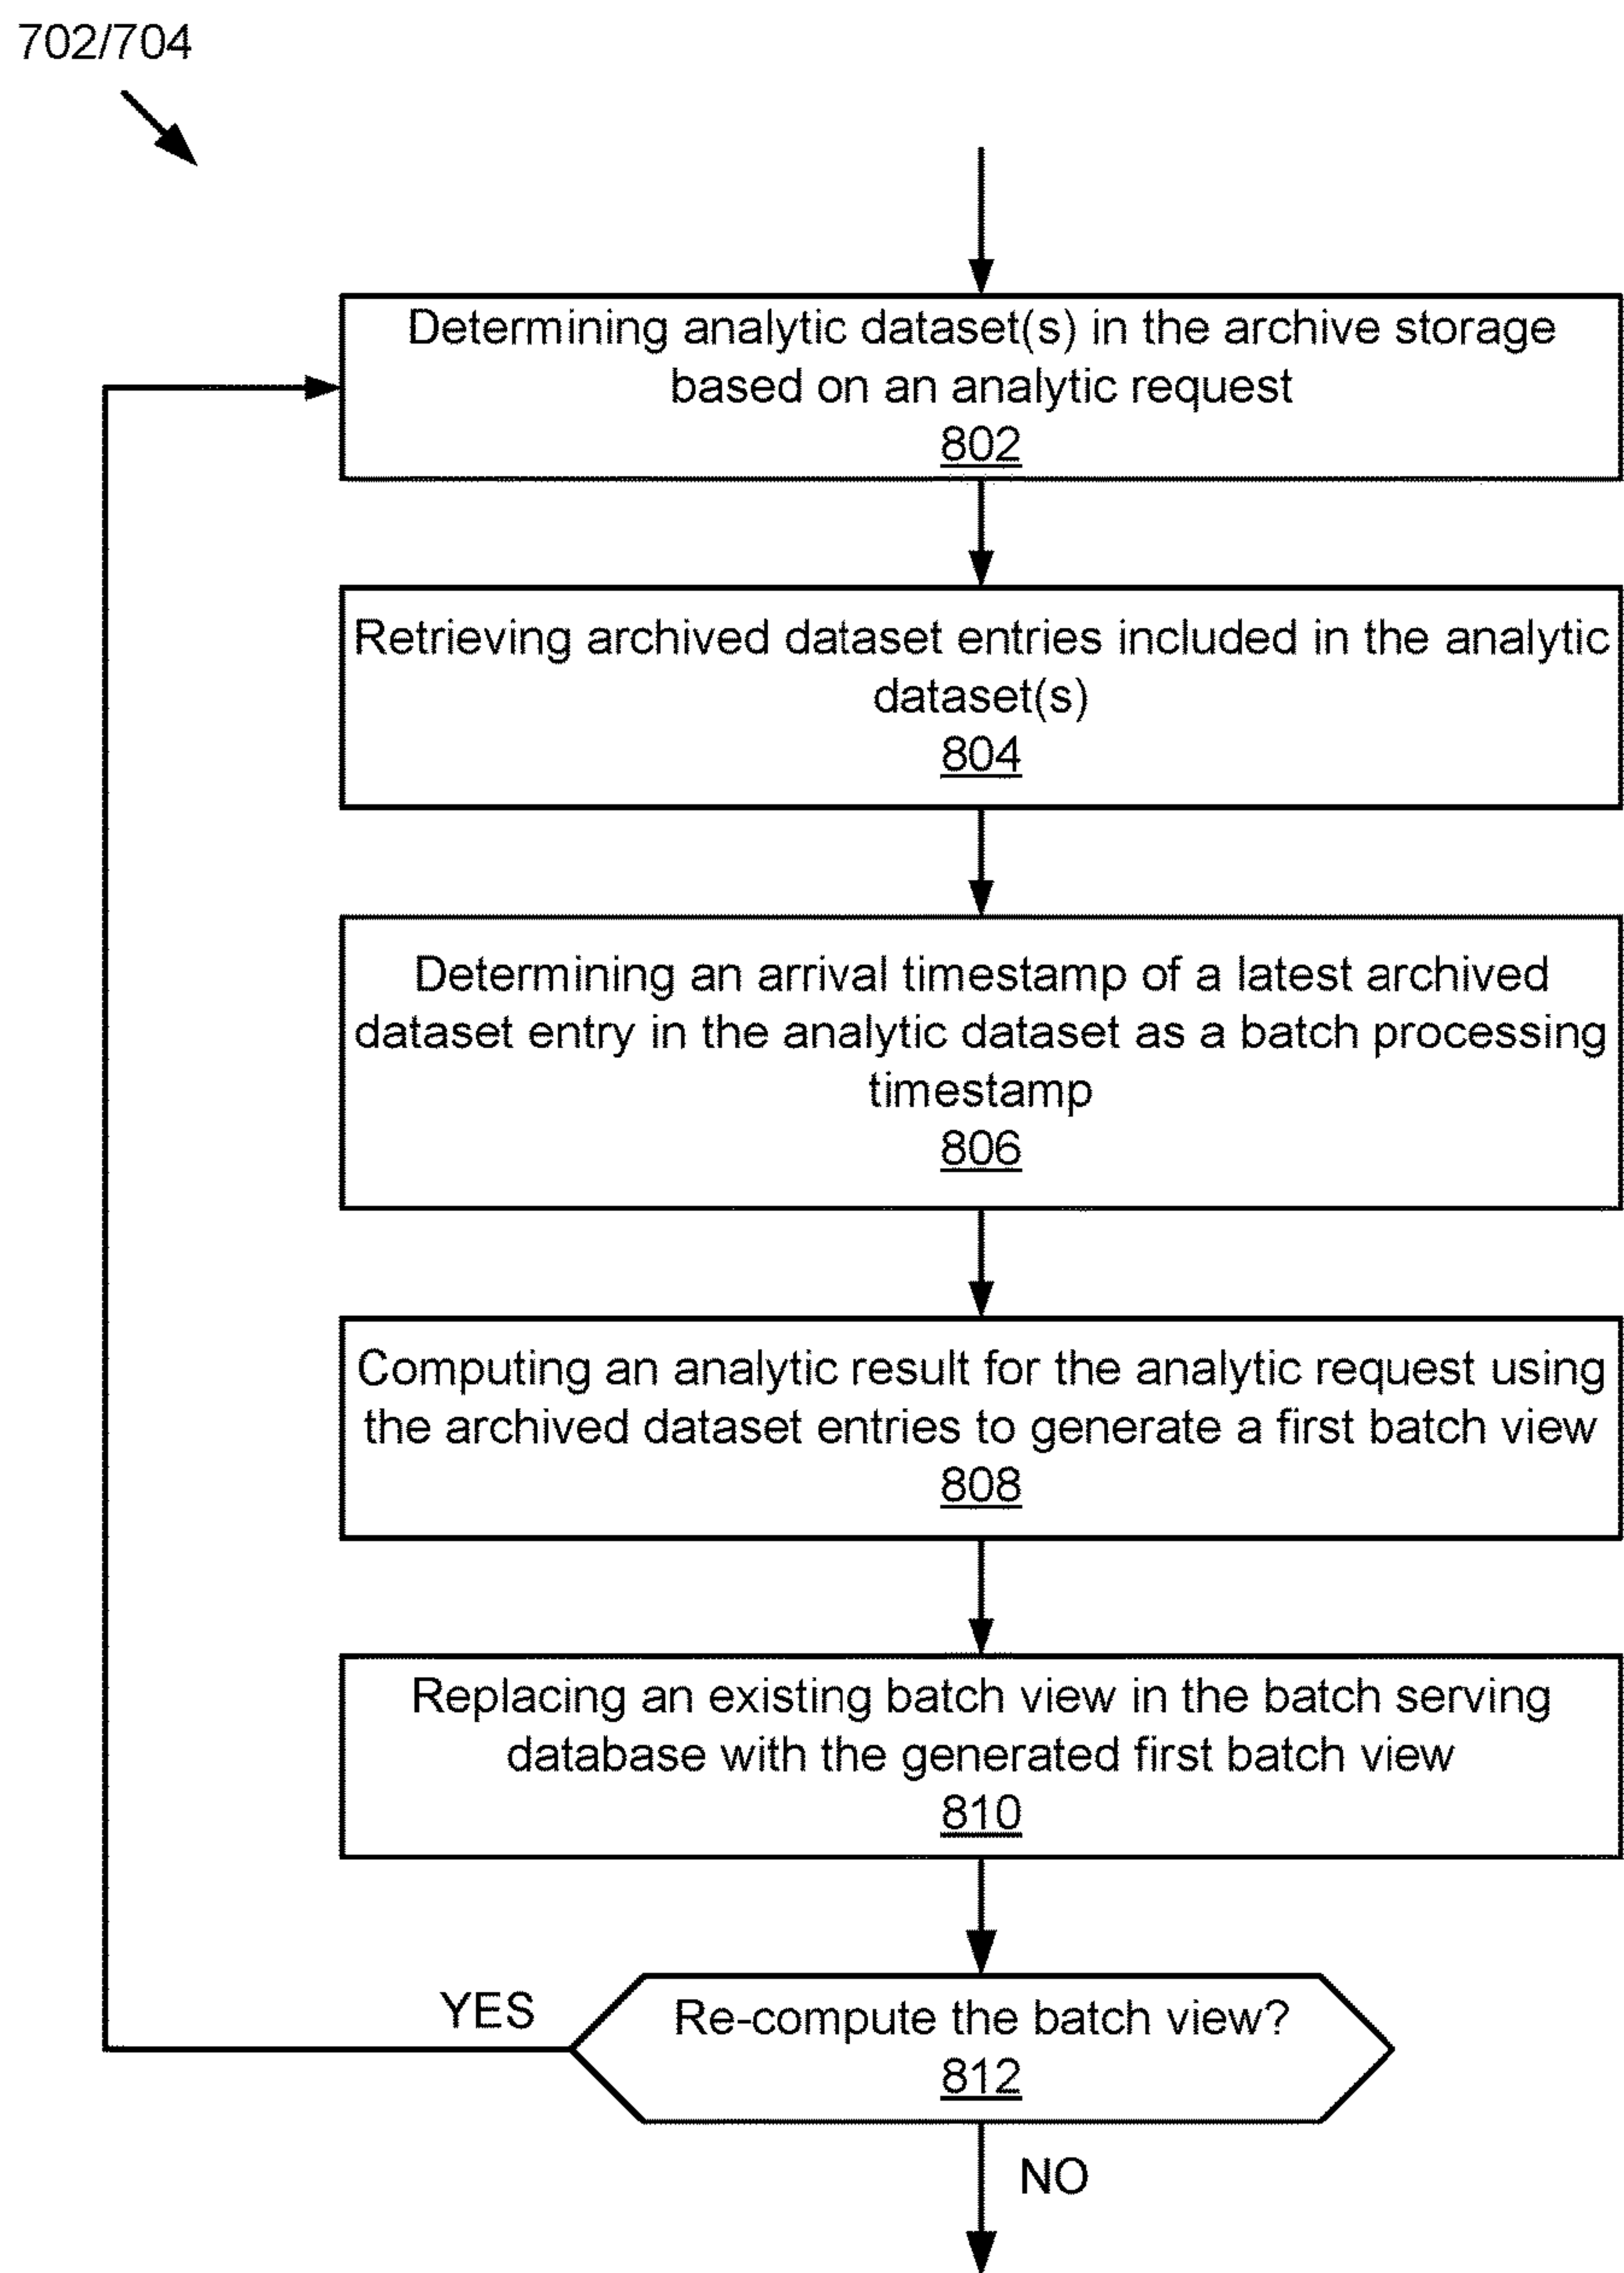 702/704
Determining analytic dataset(s) in the archive storage
based on an analytic request
802
Retrieving archived dataset entries included in the analytic
dataset(s)
804
Determining an arrival timestamp of a latest archived
dataset entry in the analytic dataset as a batch processing
timestamp
806
Computing an analytic result for the analytic request using
the archived dataset entries to generate a first batch view
808
Replacing an existing batch view in the batch serving
database with the generated first batch view
810
YES
Re-compute the batch view?
812
NO